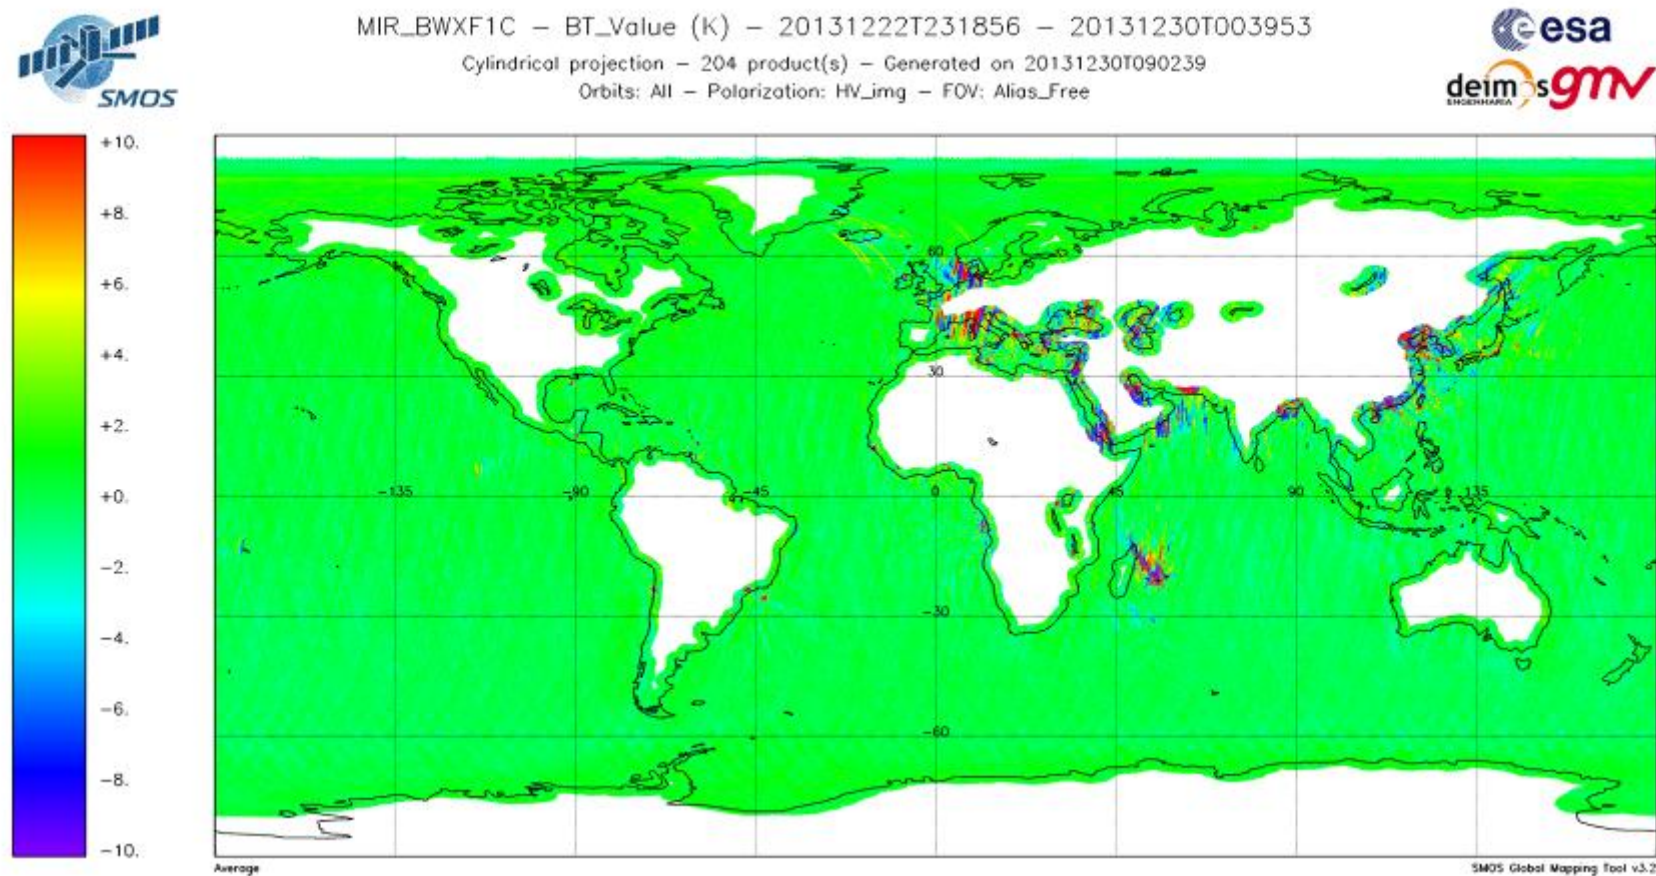 MIR_BWXF1C – BT_Value (K) – 20131222T231856 – 20131230T003953
Cylindrical projection – 204 product(s) – Generated on 20131230T090239
Orbits: All – Polarization: HV_img – FOV: Alias_Free
SMOS
esa
deimos gmv
ENGENHARIA
+10.
+8.
+6.
+4.
+2.
+0.
−2.
−4.
−6.
−8.
−10.
60
30
−135 −90 −45 0 45 90 135
−30
−60
Average
SMOS Global Mapping Tool v3.2